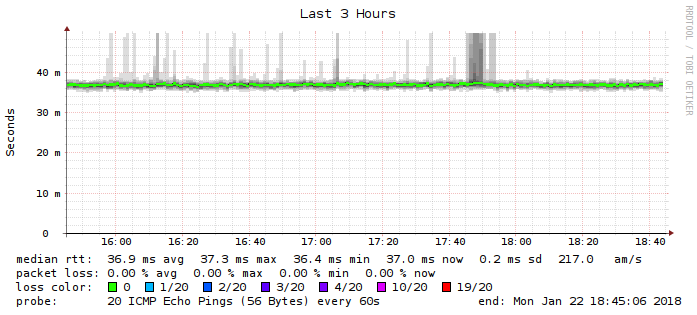 Last 3 Hours
RRDTOOL / TOBI OETIKER
Seconds
40 m
30 m
20 m
10 m
0
16:00 16:20 16:40 17:00 17:20 17:40 18:00 18:20 18:40
median rtt: 36.9 ms avg 37.3 ms max 36.4 ms min 37.0 ms now 0.2 ms sd 217.0 am/s
packet loss: 0.00 % avg 0.00 % max 0.00 % min 0.00 % now
loss color: 0 1/20 2/20 3/20 4/20 10/20 19/20
probe: 20 ICMP Echo Pings (56 Bytes) every 60s end: Mon Jan 22 18:45:06 2018